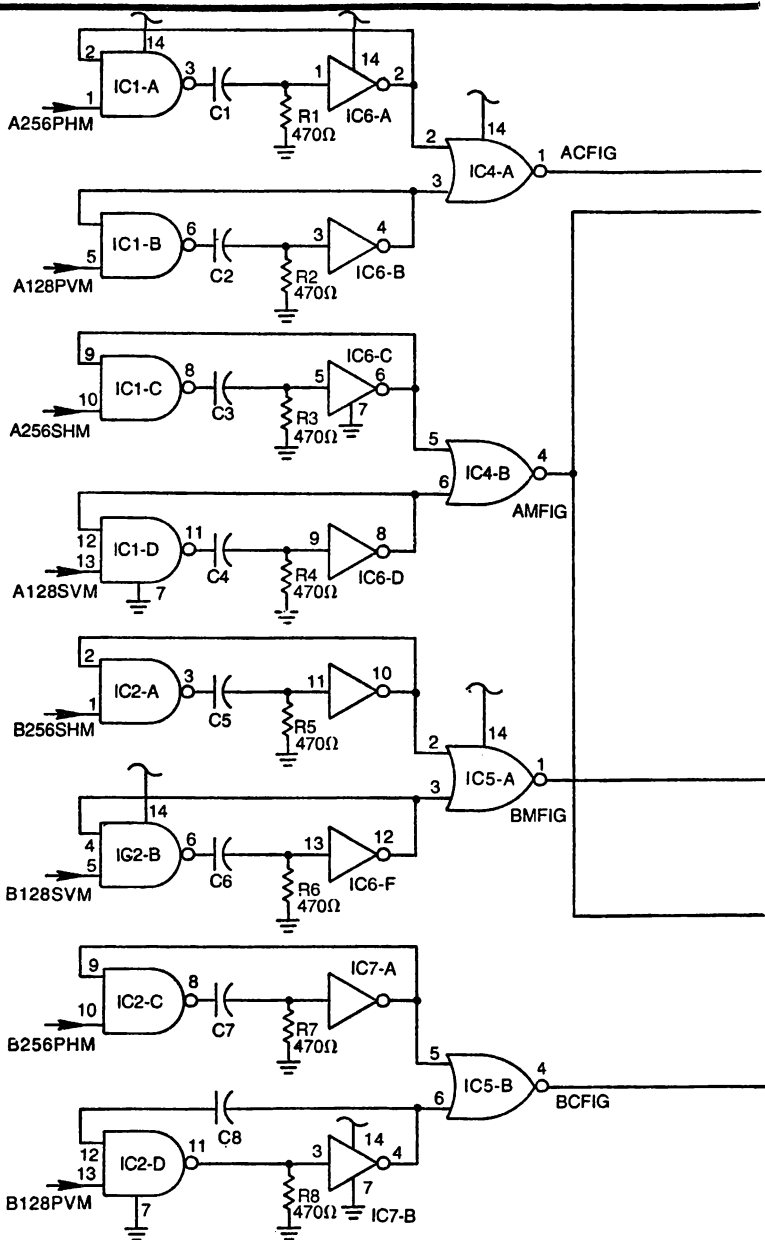 14
2
IC1-A
3
1
A256PHM
C1
R1
470Ω
1
14
2
IC6-A
2
3
14
IC4-A
1
ACFIG
IC1-B
6
5
A128PVM
C2
R2
470Ω
3
4
IC6-B
9
IC1-C
8
10
A256SHM
C3
R3
470Ω
IC6-C
5
6
7
5
6
IC4-B
4
AMFIG
12
13
IC1-D
11
7
A128SVM
C4
R4
470Ω
9
8
IC6-D
2
IC2-A
3
1
B256SHM
C5
R5
470Ω
11
10
2
3
14
IC5-A
1
BMFIG
14
4
5
IG2-B
6
B128SVM
C6
R6
470Ω
13
12
IC6-F
9
IC2-C
8
10
B256PHM
C7
R7
470Ω
IC7-A
5
6
IC5-B
4
BCFIG
C8
12
13
IC2-D
11
7
B128PVM
R8
470Ω
3
14
4
7
IC7-B